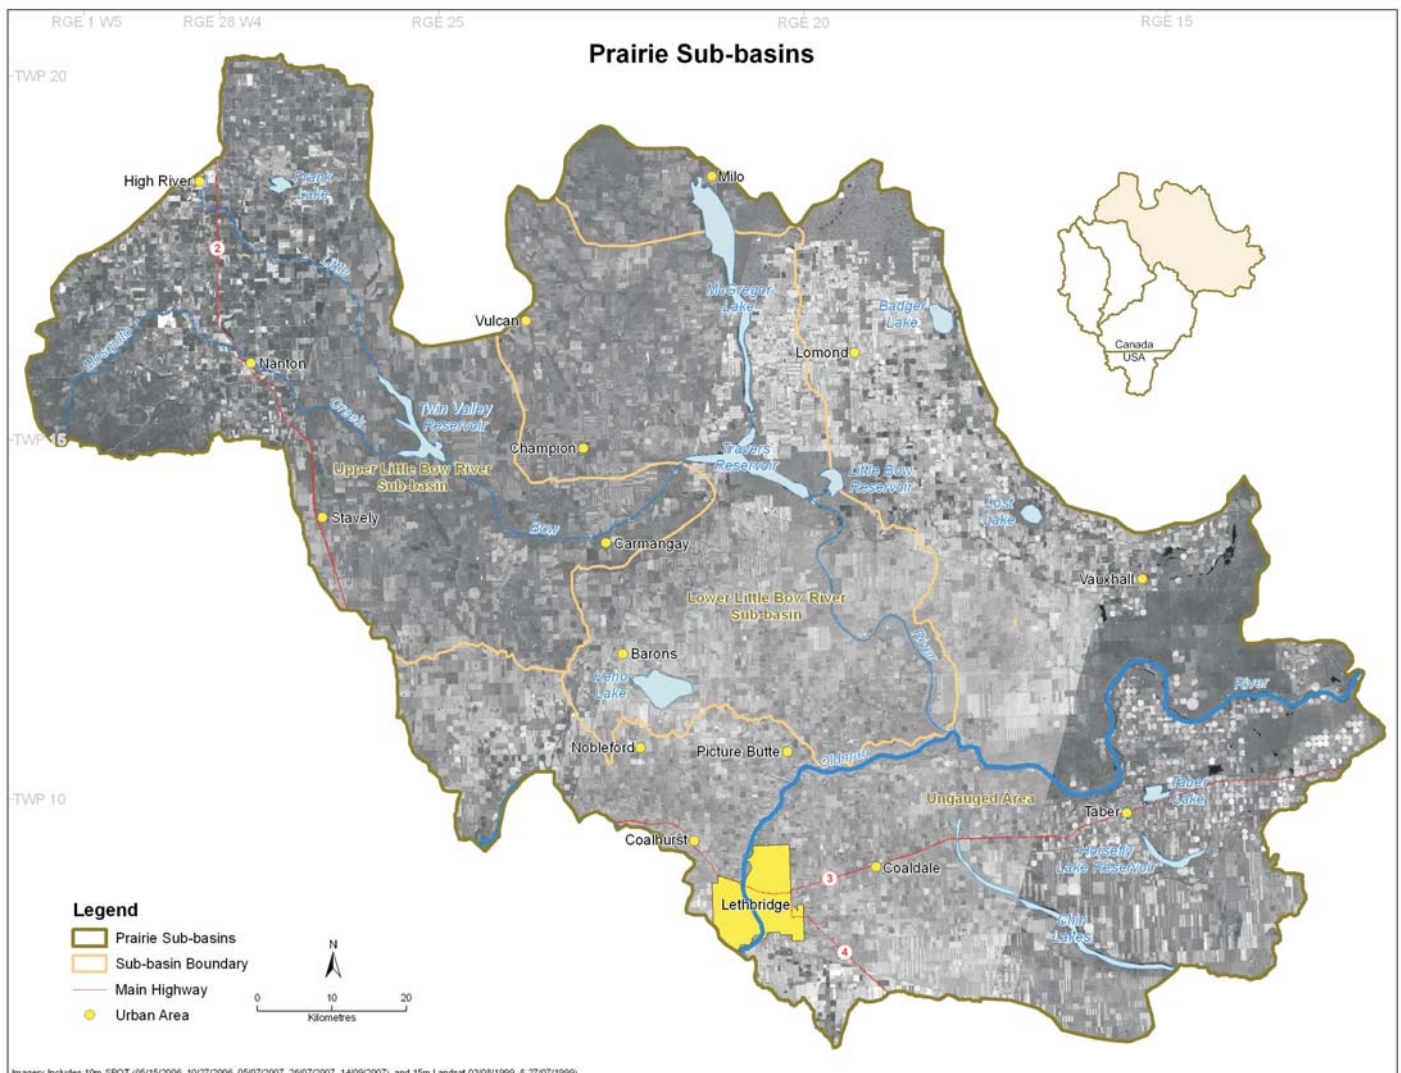 RGE 1 W5
RGE 28 W4
RGE 25
RGE 20
RGE 15
Prairie Sub-basins
TWP 20
High River
Frank
Lake
Milo
2
Little
McGregor
Lake
Badger
Lake
Vulcan
Mosquito
Lomond
Canada
USA
Nanton
Creek
Twin Valley
Reservoir
TWP 15
Champion
Travers
Reservoir
Upper Little Bow River
Sub-basin
Little Bow
Reservoir
Stavely
Bow
Lost
Lake
Carmangay
Vauxhall
Lower Little Bow River
Sub-basin
River
Barons
Keho
Lake
River
Nobleford
Picture Butte
Oldman
TWP 10
Ungauged Area
Taber
Lake
Taber
Coalhurst
Horsefly
Lake Reservoir
3
Coaldale
Lethbridge
Chin
Lakes
4
Legend
Prairie Sub-basins
Sub-basin Boundary
Main Highway
Urban Area
N
0 10 20
Kilometres